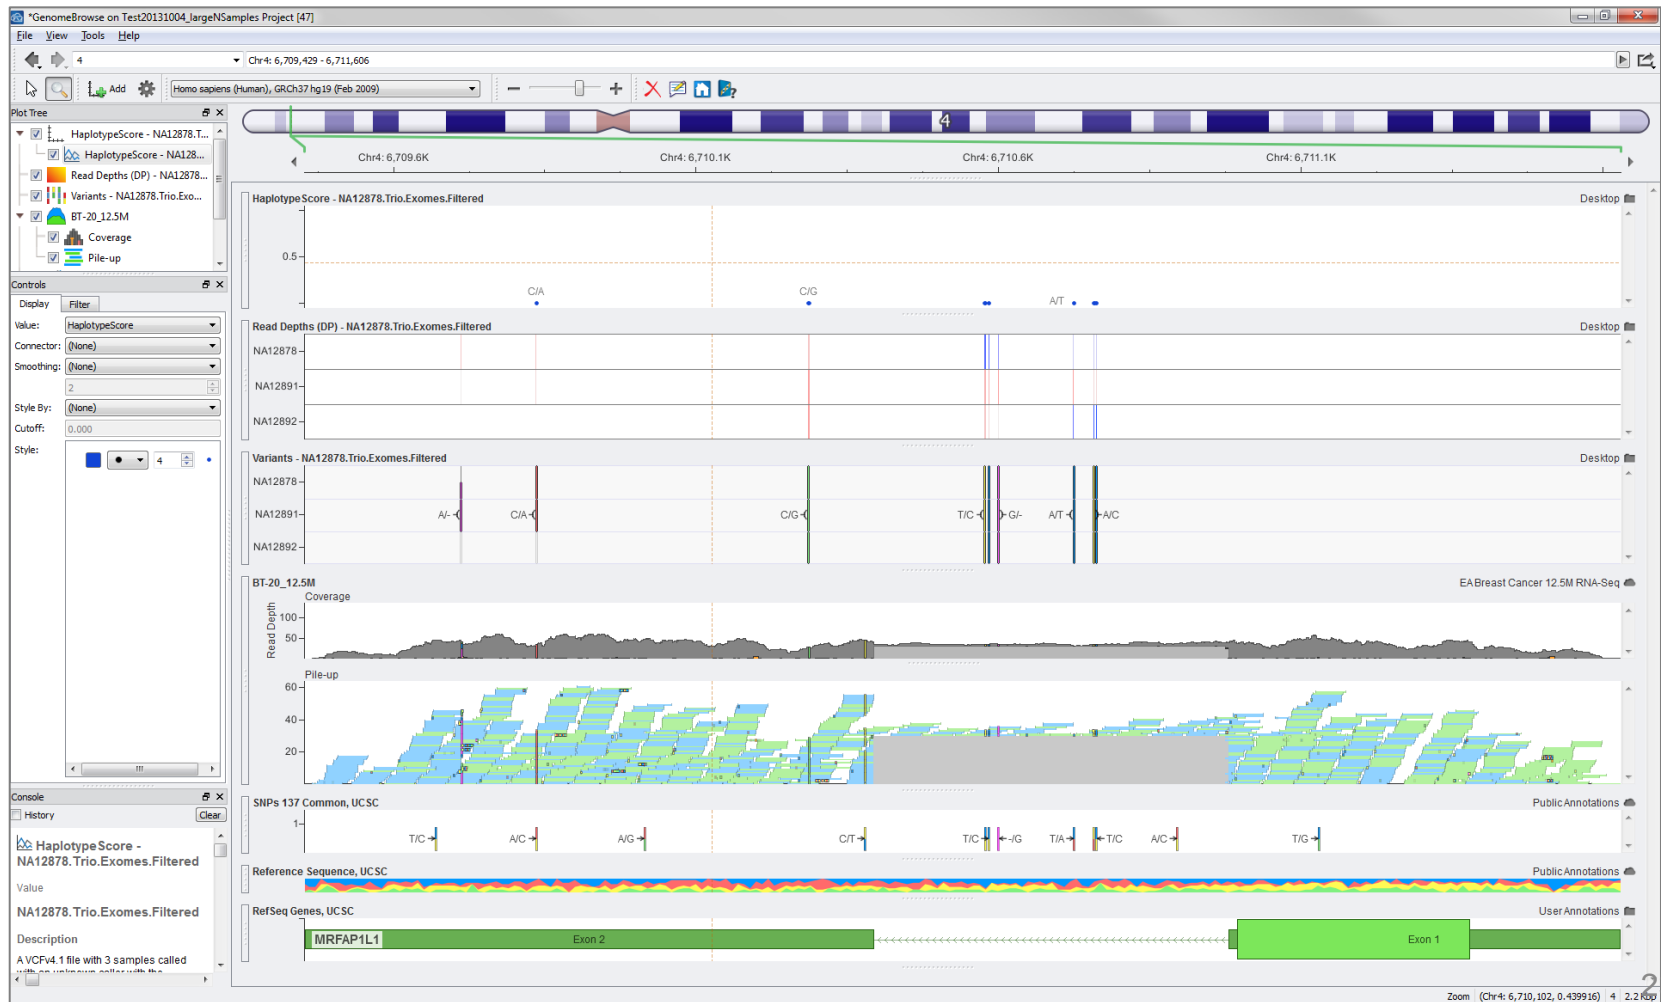 *GenomeBrowse on Test20131004_largeNSamples Project [47]
File View Tools Help
4 Chr4: 6,709,429 - 6,711,606
Add Homo sapiens (Human), GRCh37 hg19 (Feb 2009)
Plot Tree
HaplotypeScore - NA12878.T...
HaplotypeScore - NA128...
Read Depths (DP) - NA12878...
Variants - NA12878.Trio.Exo...
BT-20_12.5M
Coverage
Pile-up
Controls
Display Filter
Value: HaplotypeScore
Connector: (None)
Smoothing: (None)
2
Style By: (None)
Cutoff: 0.000
Style:
4
Console
History Clear
HaplotypeScore -
NA12878.Trio.Exomes.Filtered
Value
NA12878.Trio.Exomes.Filtered
Description
A VCFv4.1 file with 3 samples called
with an unknown caller with the
4
Chr4: 6,709.6K Chr4: 6,710.1K Chr4: 6,710.6K Chr4: 6,711.1K
HaplotypeScore - NA12878.Trio.Exomes.Filtered Desktop
0.5
C/A C/G A/T
Read Depths (DP) - NA12878.Trio.Exomes.Filtered Desktop
NA12878
NA12891
NA12892
Variants - NA12878.Trio.Exomes.Filtered Desktop
NA12878
NA12891 A/- C/A C/G T/C G/- A/T A/C
NA12892
BT-20_12.5M EA Breast Cancer 12.5M RNA-Seq
Coverage
Read Depth
100
50
Pile-up
60
40
20
SNPs 137 Common, UCSC Public Annotations
1
T/C A/C A/G C/T T/C -/G T/A T/C A/C T/G
Reference Sequence, UCSC Public Annotations
RefSeq Genes, UCSC User Annotations
MRFAP1L1 Exon 2 Exon 1
Zoom (Chr4: 6,710,102, 0.439916) 4 2.2 Kbp
2